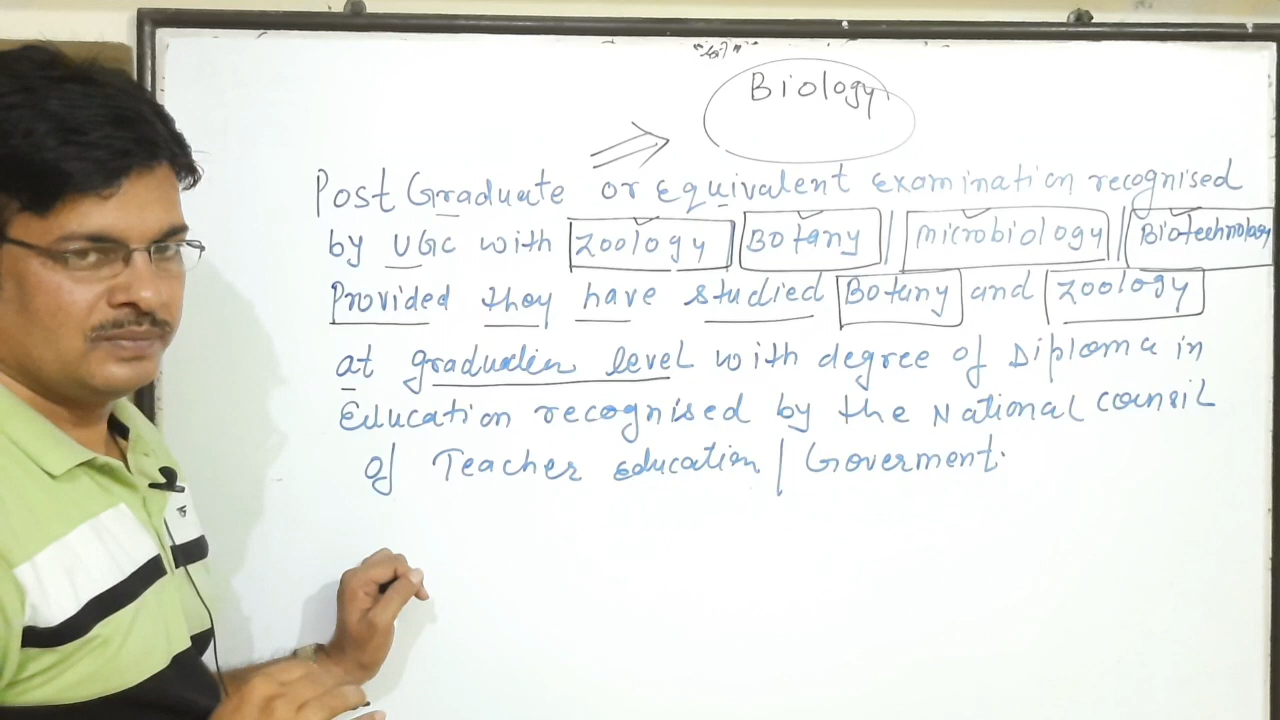 Biology
Post Graduate or equivalent examination recognised
by UGC with Zoology Botany microbiology Biotechnology
Provided they have studied Botany and Zoology
at graduation level with degree of Diploma in
Education recognised by the National counsil
of Teacher education / Goverment.